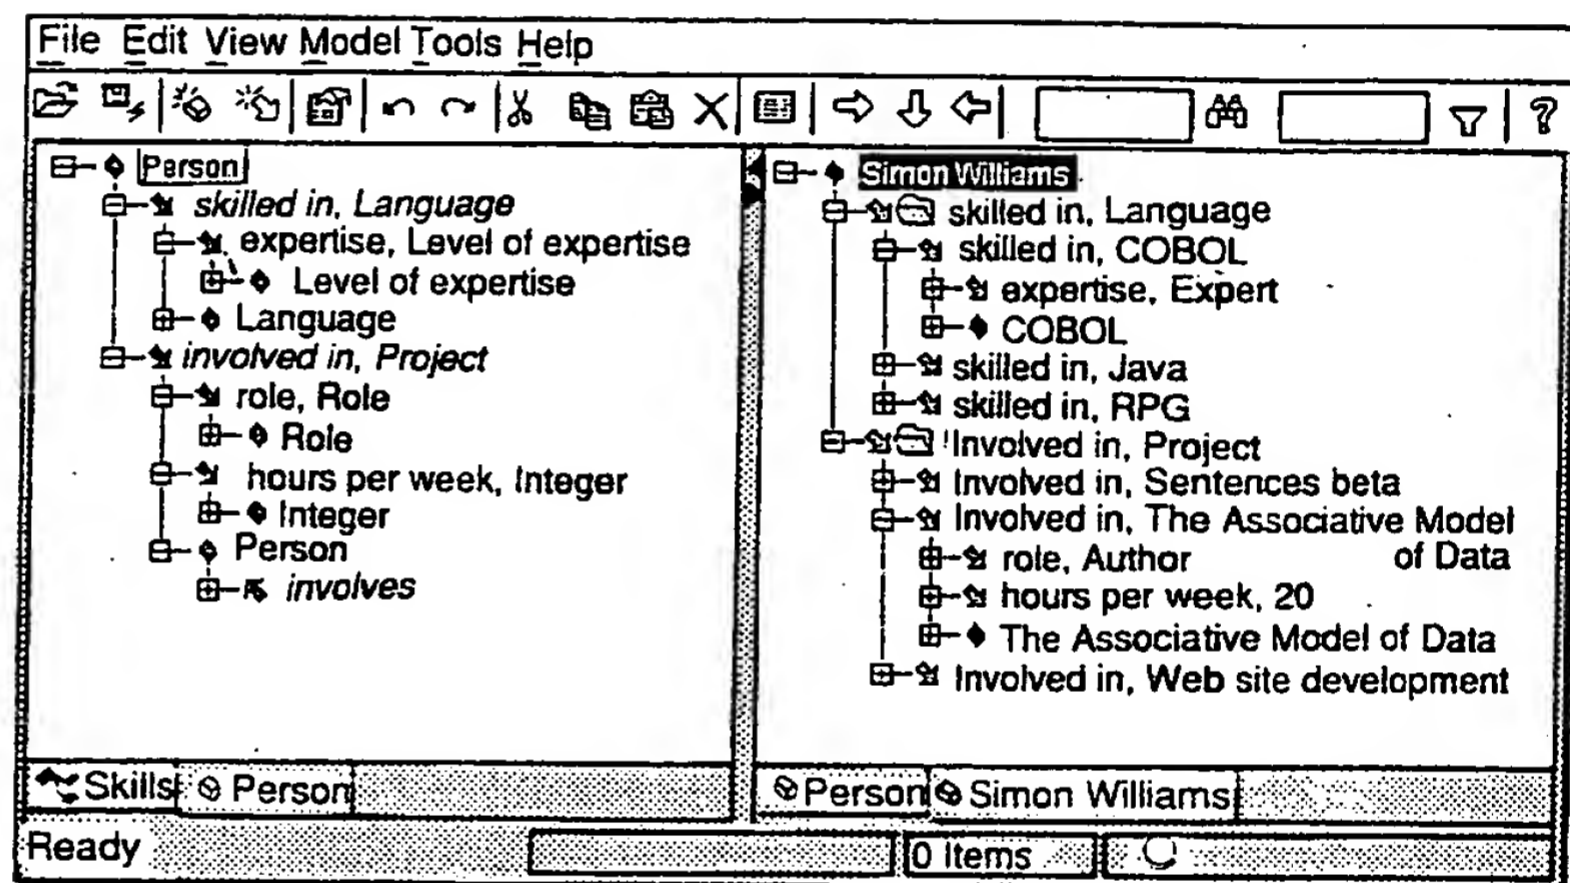 File Edit View Model Tools Help
?
Person
skilled in, Language
expertise, Level of expertise
Level of expertise
Language
involved in, Project
role, Role
Role
hours per week, Integer
Integer
Person
involves
Simon Williams
skilled in, Language
skilled in, COBOL
expertise, Expert
COBOL
skilled in, Java
skilled in, RPG
Involved in, Project
Involved in, Sentences beta
Involved in, The Associative Model
of Data
role, Author
hours per week, 20
The Associative Model of Data
Involved in, Web site development
Skills Person
Person Simon Williams
Ready 0 Items